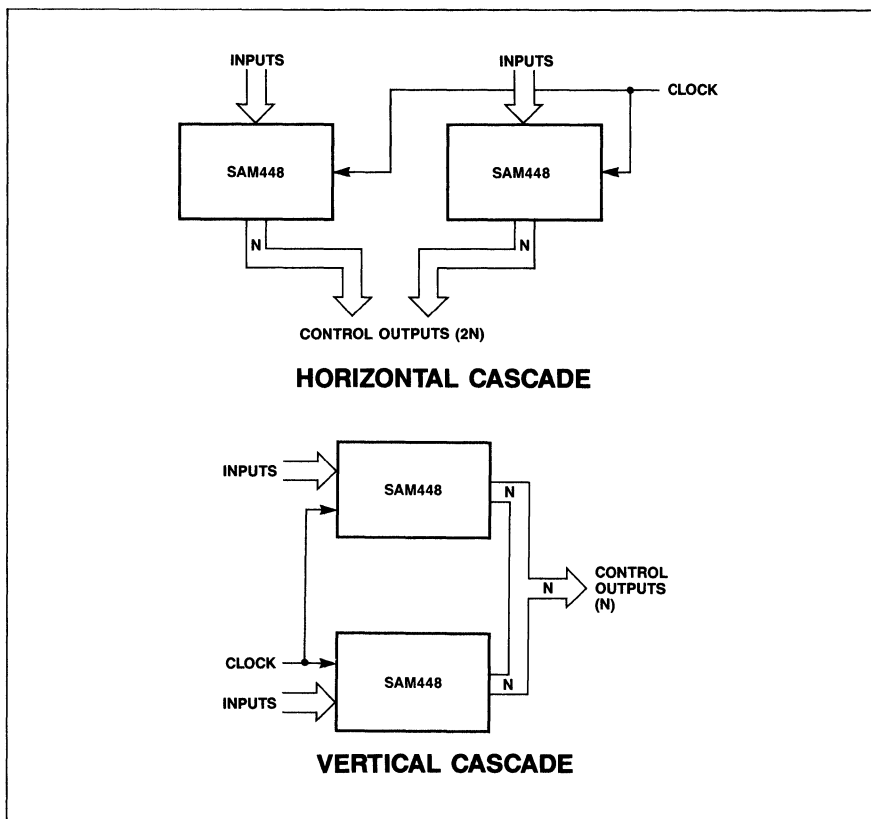 INPUTS INPUTS
CLOCK
SAM448 SAM448
N N
CONTROL OUTPUTS (2N)
HORIZONTAL CASCADE
INPUTS
SAM448
N
N
CONTROL
OUTPUTS
(N)
CLOCK
SAM448
N
INPUTS
VERTICAL CASCADE